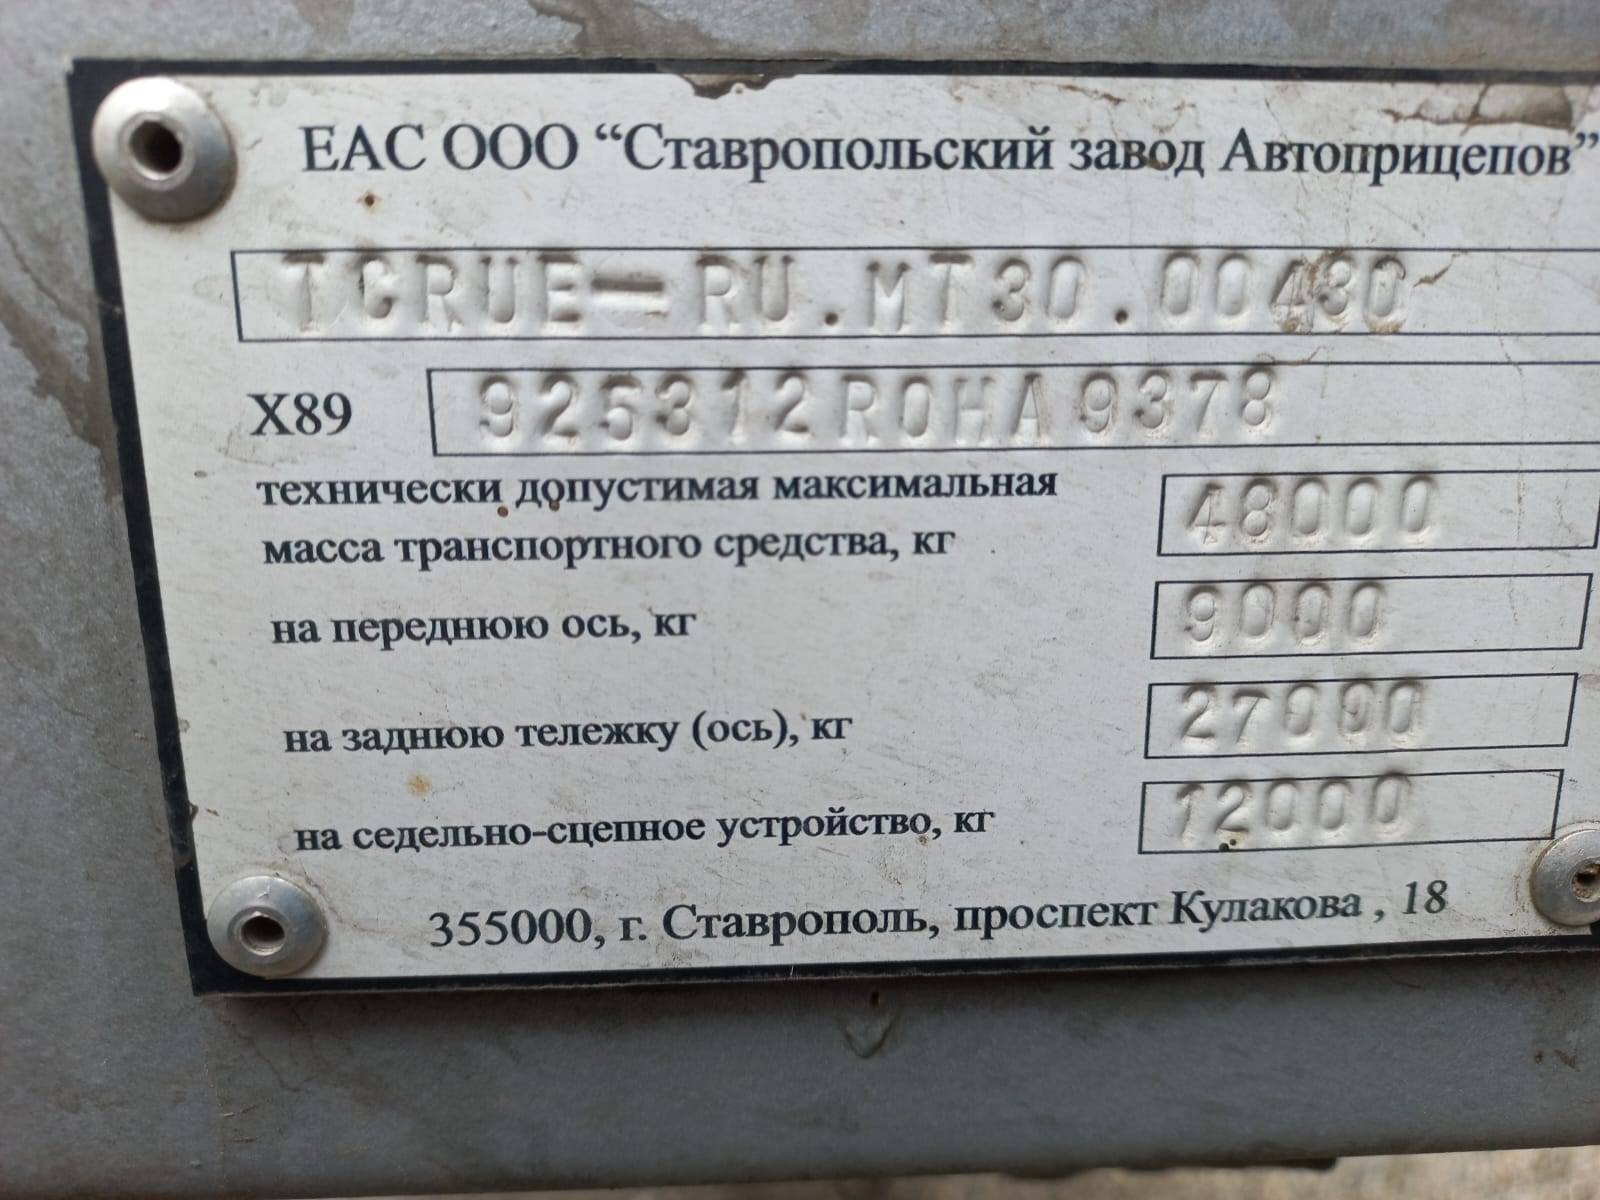 ЕАС ООО “Ставропольский завод Автоприцепов”
TCRUE-RU.MT30.00430
X89 925312R0HA9378
технически допустимая максимальная
масса транспортного средства, кг 48000
на переднюю ось, кг 9000
на заднюю тележку (ось), кг 27000
на седельно-сцепное устройство, кг 12000
355000, г. Ставрополь, проспект Кулакова , 18